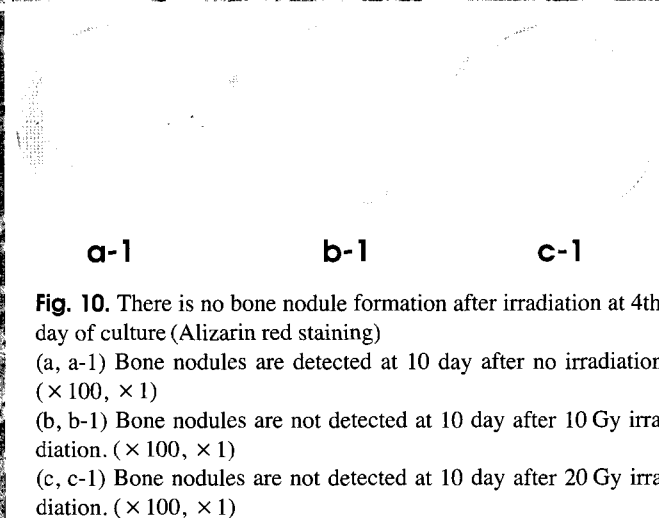 a-1 b-1 c-1
Fig. 10. There is no bone nodule formation after irradiation at 4th
day of culture (Alizarin red staining)
(a, a-1) Bone nodules are detected at 10 day after no irradiation
(× 100, × 1)
(b, b-1) Bone nodules are not detected at 10 day after 10 Gy irra
diation. (× 100, × 1)
(c, c-1) Bone nodules are not detected at 10 day after 20 Gy irra
diation. (× 100, × 1)